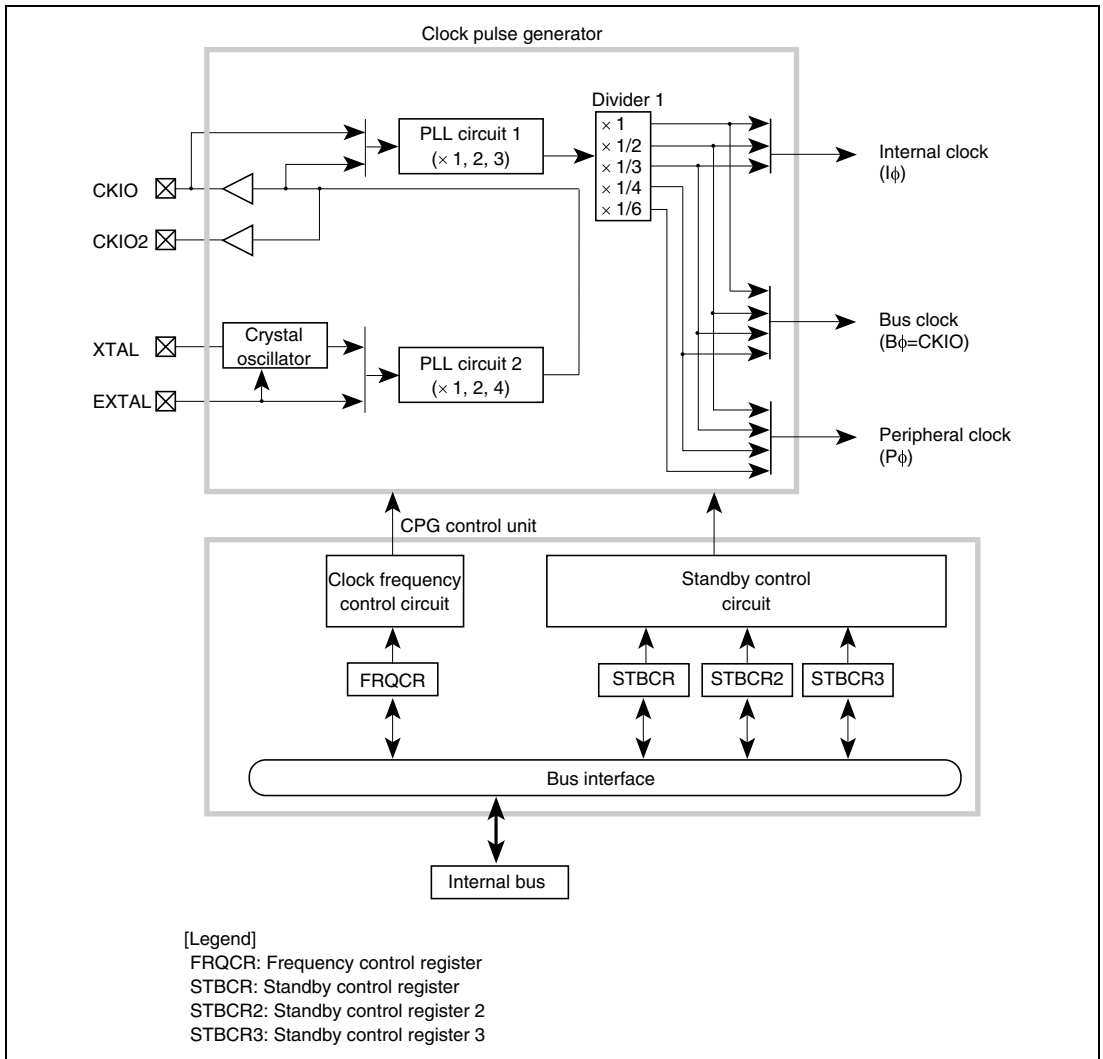 Clock pulse generator
Divider 1
PLL circuit 1
(× 1, 2, 3)
× 1
× 1/2
× 1/3
× 1/4
× 1/6
Internal clock
(Iϕ)
CKIO
CKIO2
Bus clock
(Bϕ=CKIO)
XTAL
Crystal
oscillator
PLL circuit 2
(× 1, 2, 4)
EXTAL
Peripheral clock
(Pϕ)
CPG control unit
Clock frequency
control circuit
Standby control
circuit
FRQCR
STBCR
STBCR2
STBCR3
Bus interface
Internal bus
[Legend]
FRQCR: Frequency control register
STBCR: Standby control register
STBCR2: Standby control register 2
STBCR3: Standby control register 3